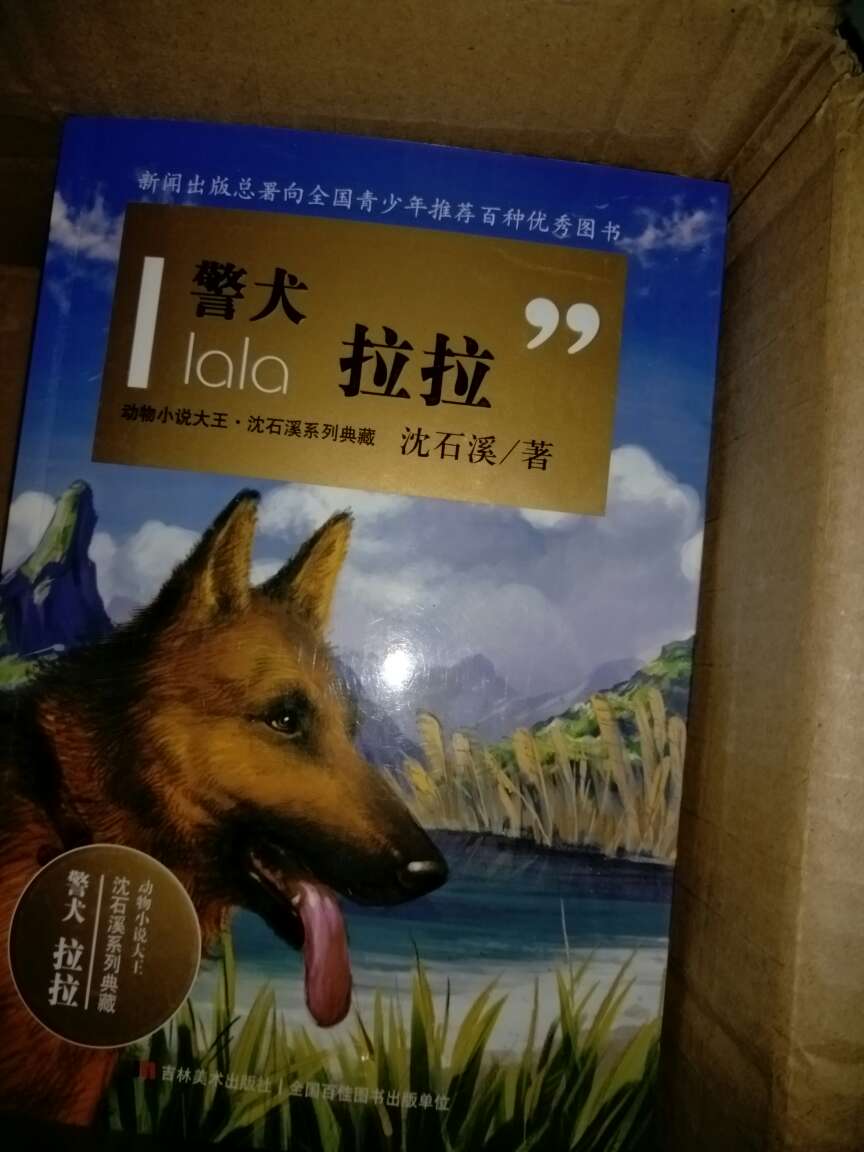 新闻出版总署向全国青少年推荐百种优秀图书
警犬
lala
拉拉
”
动物小说大王·沈石溪系列典藏
沈石溪/著
动物小说大王
沈石溪系列典藏
警犬 拉拉
吉林美术出版社|全国百佳图书出版单位